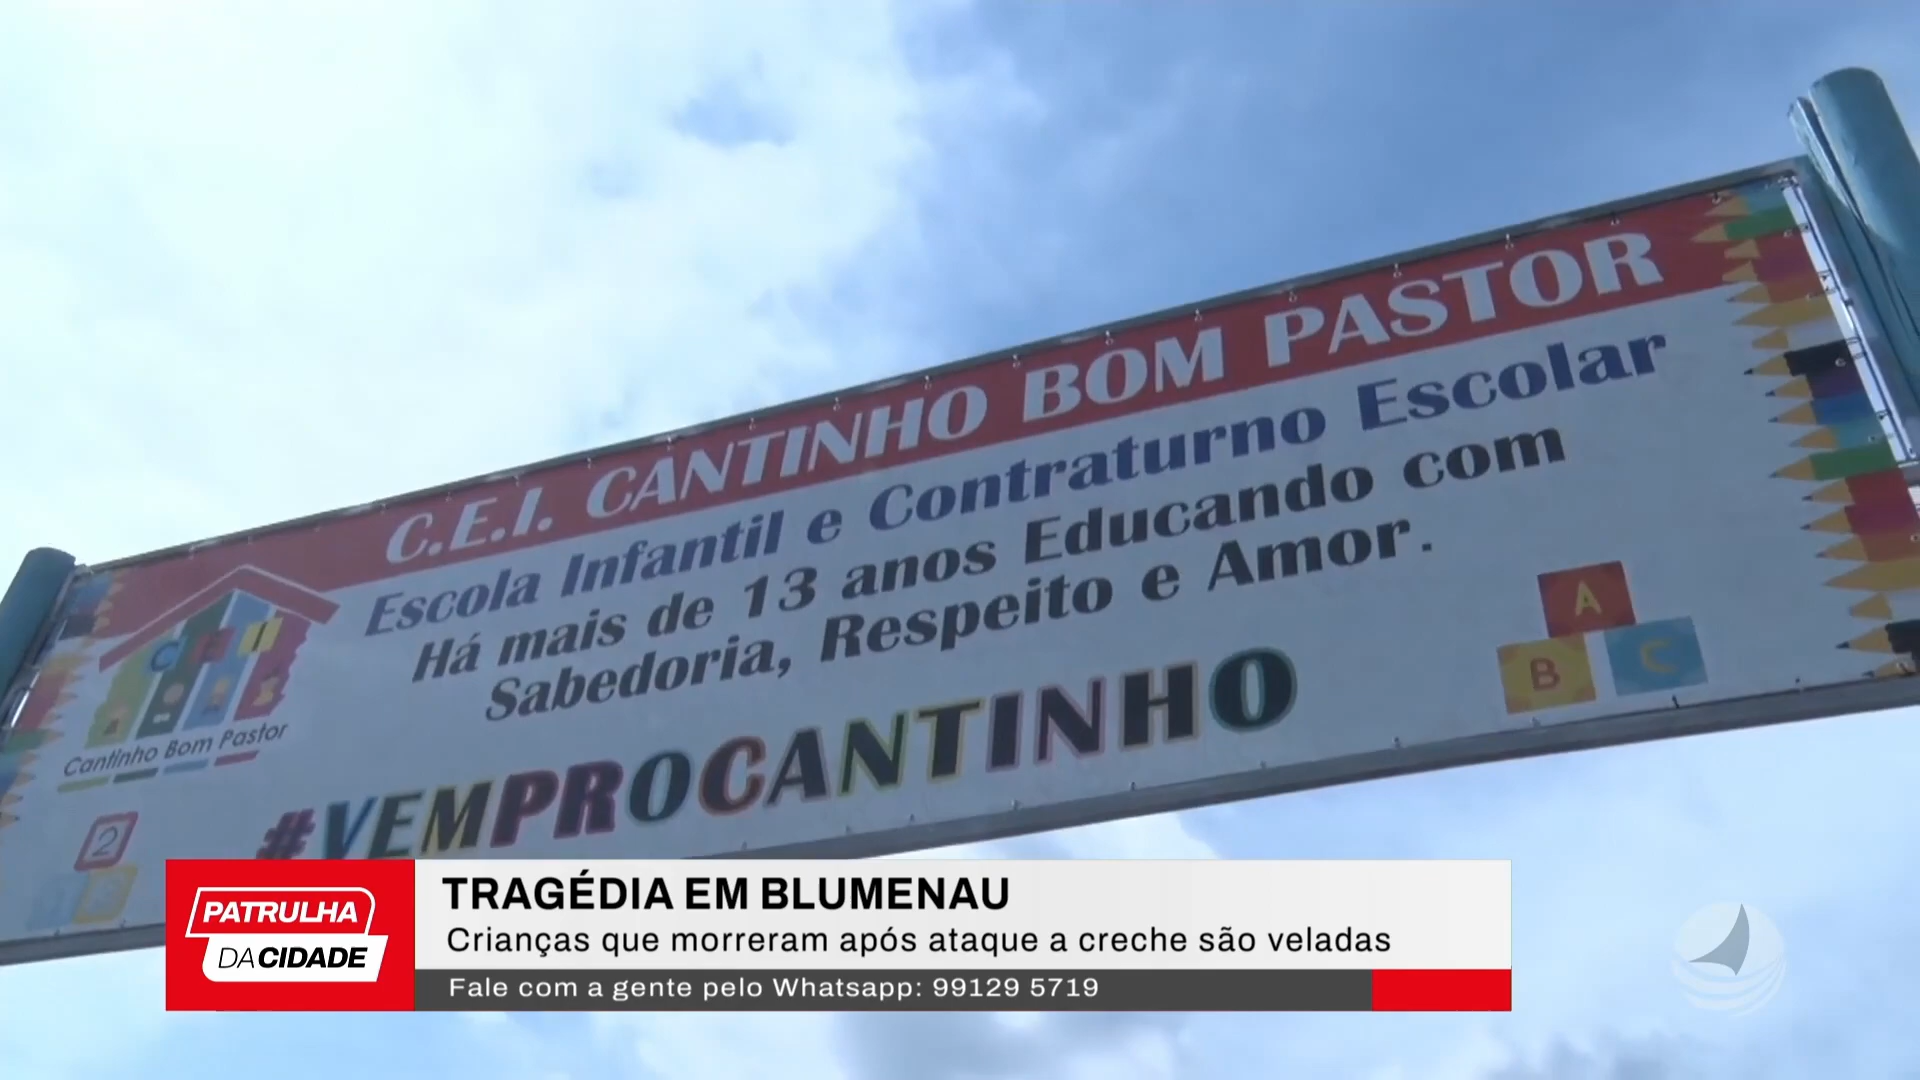 C.E.I. CANTINHO BOM PASTOR
Escola Infantil e Contraturno Escolar
Há mais de 13 anos Educando com
Sabedoria, Respeito e Amor.
#VEMPROCANTINHO
CHI
Cantinho Bom Pastor
2
A
B C
PATRULHA
DA CIDADE
TRAGÉDIA EM BLUMENAU
Crianças que morreram após ataque a creche são veladas
Fale com a gente pelo Whatsapp: 99129 5719